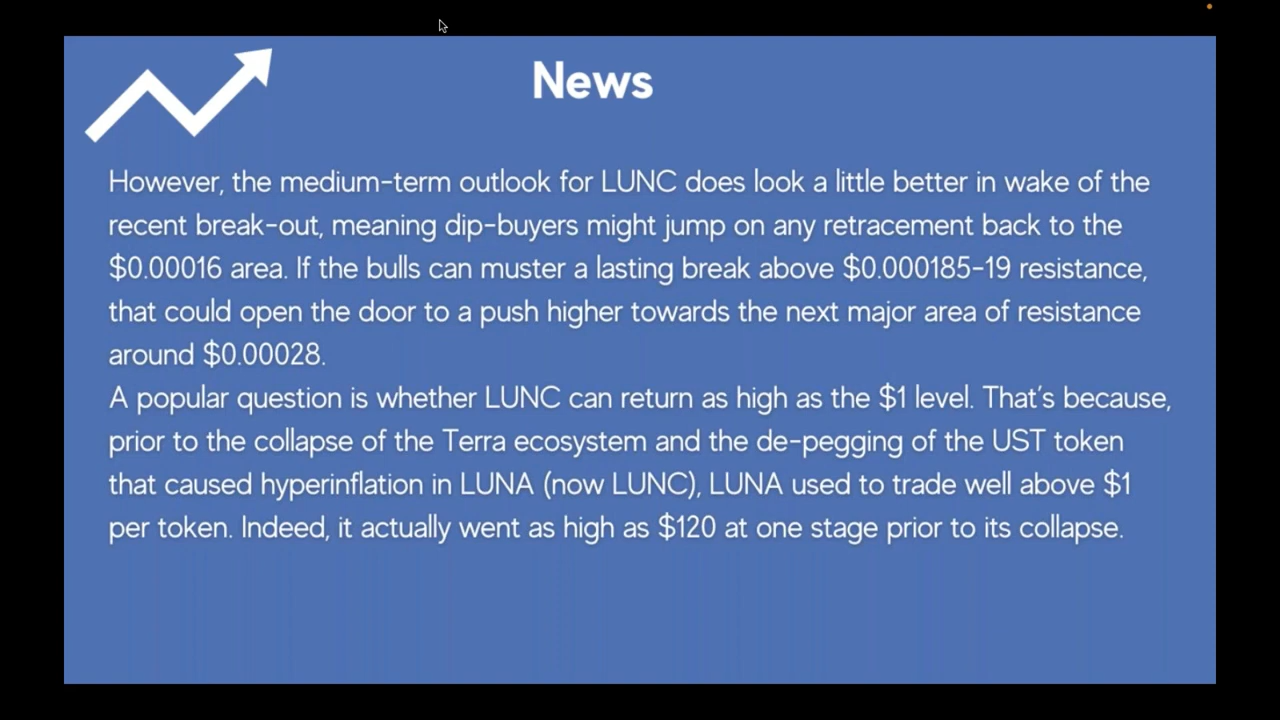 News
However, the medium-term outlook for LUNC does look a little better in wake of the
recent break-out, meaning dip-buyers might jump on any retracement back to the
$0.00016 area. If the bulls can muster a lasting break above $0.000185-19 resistance,
that could open the door to a push higher towards the next major area of resistance
around $0.00028.
A popular question is whether LUNC can return as high as the $1 level. That's because,
prior to the collapse of the Terra ecosystem and the de-pegging of the UST token
that caused hyperinflation in LUNA (now LUNC), LUNA used to trade well above $1
per token. Indeed, it actually went as high as $120 at one stage prior to its collapse.